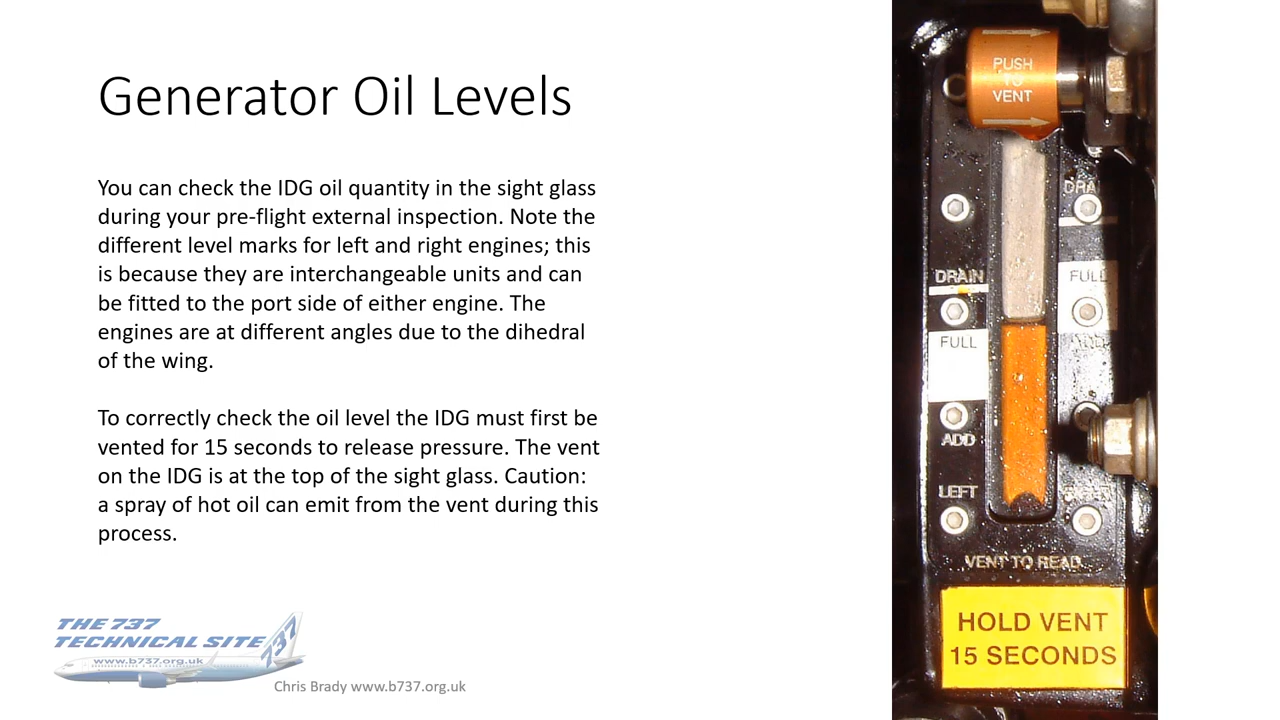 Generator Oil Levels
You can check the IDG oil quantity in the sight glass
during your pre-flight external inspection. Note the
different level marks for left and right engines; this
is because they are interchangeable units and can
be fitted to the port side of either engine. The
engines are at different angles due to the dihedral
of the wing.
To correctly check the oil level the IDG must first be
vented for 15 seconds to release pressure. The vent
on the IDG is at the top of the sight glass. Caution:
a spray of hot oil can emit from the vent during this
process.
THE 737
TECHNICAL SITE
737
www.b737.org.uk
Chris Brady www.b737.org.uk
PUSH
TO
VENT
DRAIN
FULL
ADD
LEFT
FULL
ADD
VENT TO READ
HOLD VENT
15 SECONDS